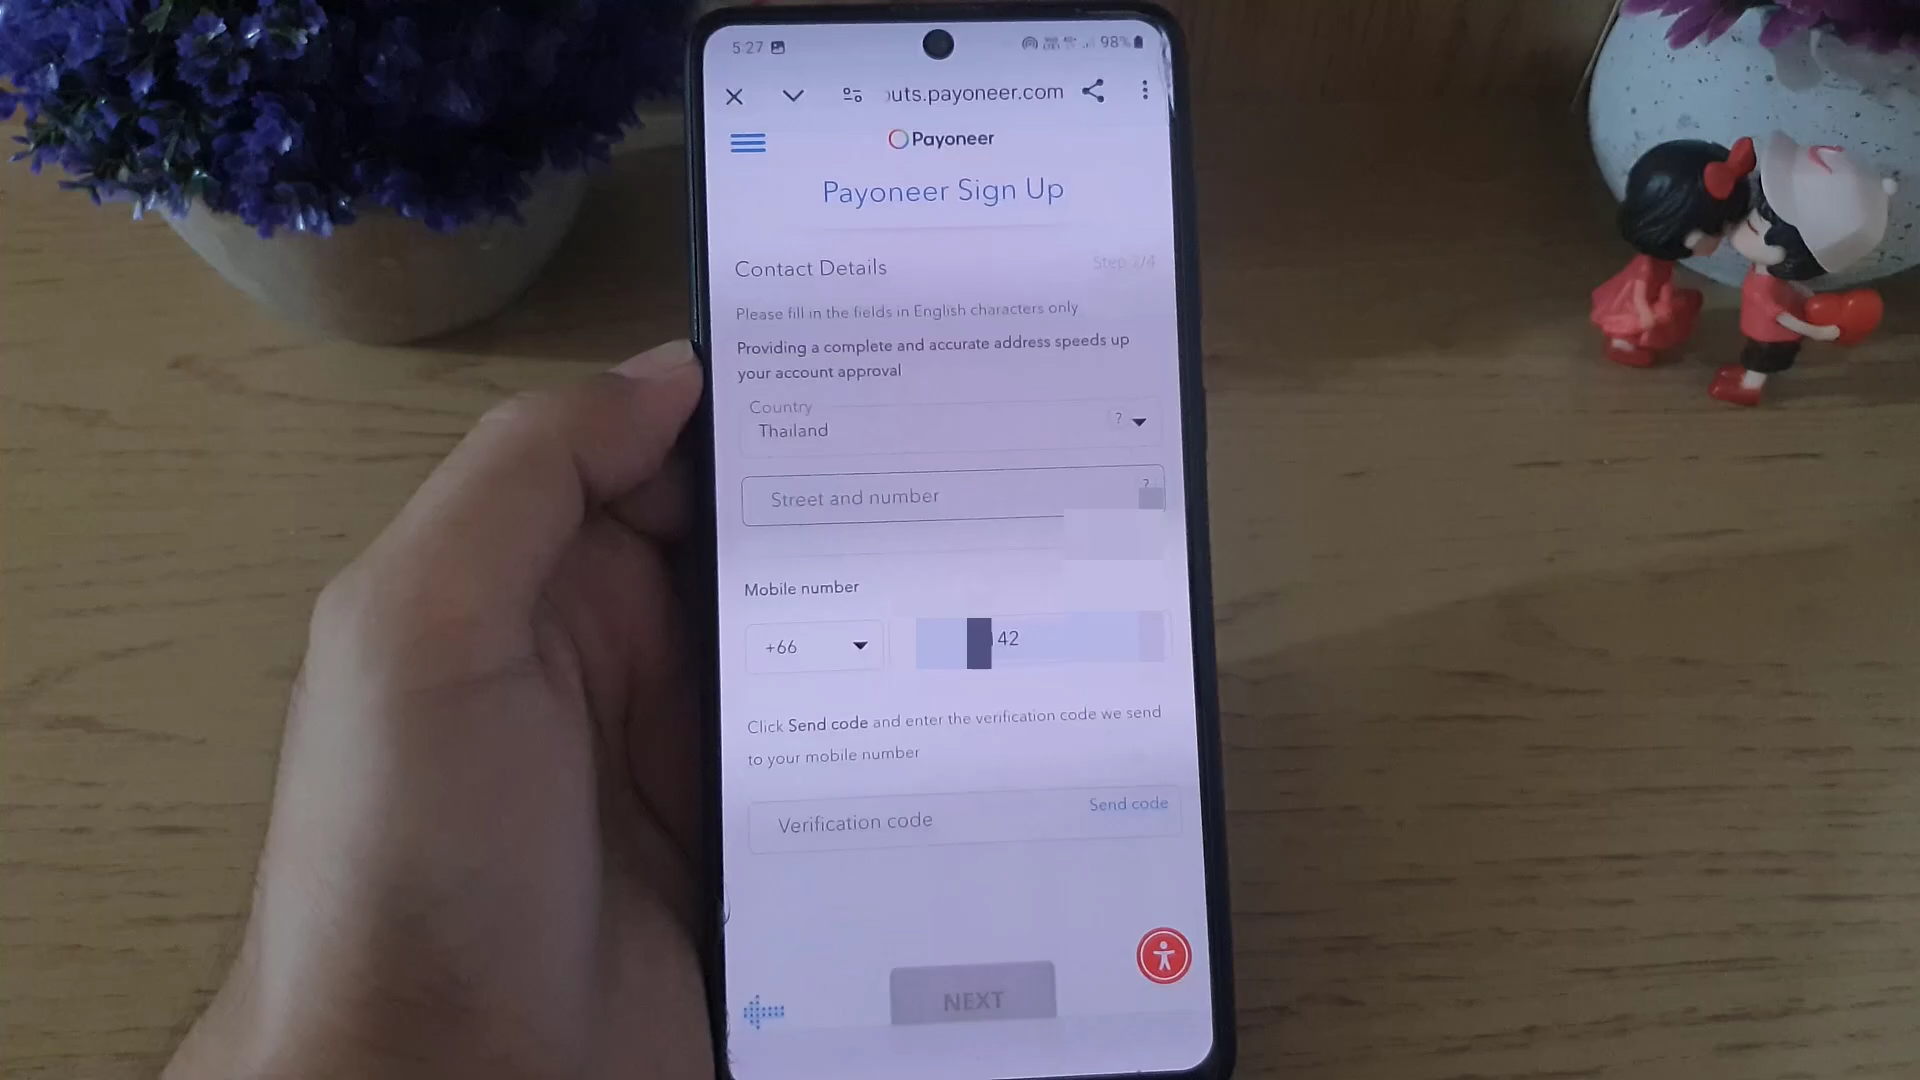 5:27
98%
outs.payoneer.com
Payoneer
Payoneer Sign Up
Contact Details
Step 2/4
Please fill in the fields in English characters only
Providing a complete and accurate address speeds up
your account approval
Country
Thailand
?
Street and number
?
Mobile number
+66
42
Click Send code and enter the verification code we send
to your mobile number
Send code
Verification code
NEXT